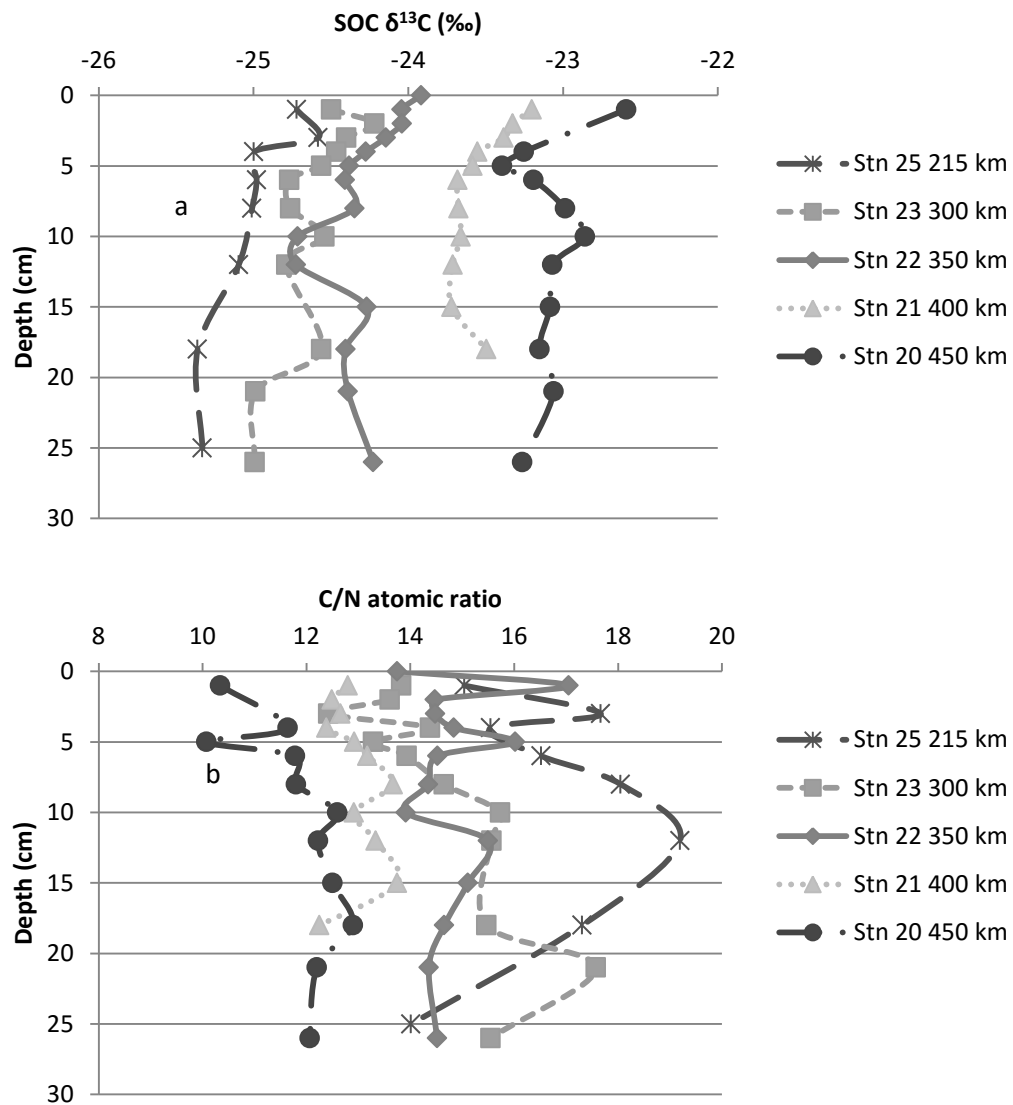 SOC δ¹³C (‰)
-26 -25 -24 -23 -22
0
5
10
15
20
25
30
Depth (cm)
a
Stn 25 215 km
Stn 23 300 km
Stn 22 350 km
Stn 21 400 km
Stn 20 450 km
C/N atomic ratio
8 10 12 14 16 18 20
0
5
10
15
20
25
30
Depth (cm)
b
Stn 25 215 km
Stn 23 300 km
Stn 22 350 km
Stn 21 400 km
Stn 20 450 km